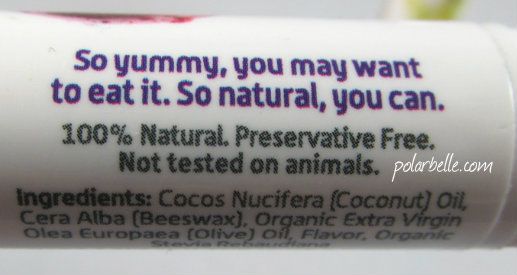 So yummy, you may want
to eat it. So natural, you can.
100% Natural. Preservative Free.
Not tested on animals.
polarbelle.com
Ingredients: Cocos Nucifera (Coconut) Oil,
Cera Alba (Beeswax), Organic Extra Virgin
Olea Europaea (Olive) Oil, Flavor, Organic
Stevia Rebaudiana